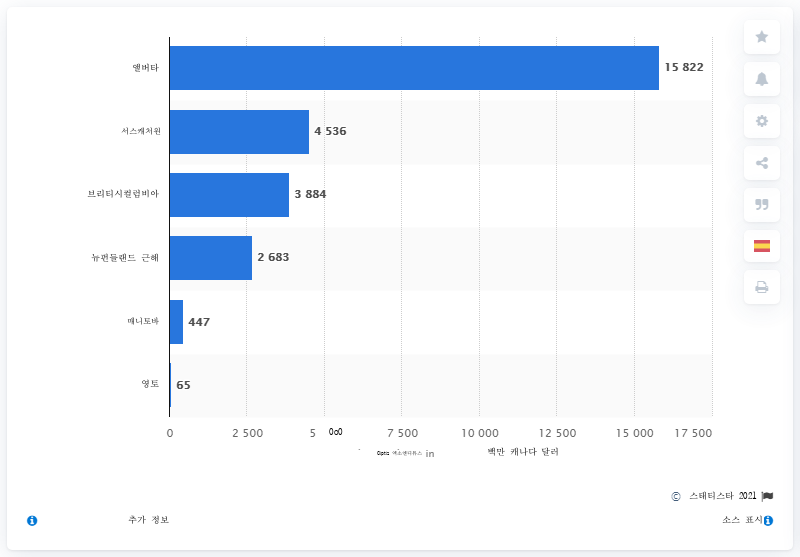 앨버타 15 822
서스캐처원 4 536
브리티시컬럼비아 3 884
뉴펀들랜드 근해 2 683
매니토바 447
영토 65
0 2 500 5 000 7 500 10 000 12 500 15 000 17 500
in 백만 캐나다 달러
© 스태티스타 2021
추가 정보 소스 표시